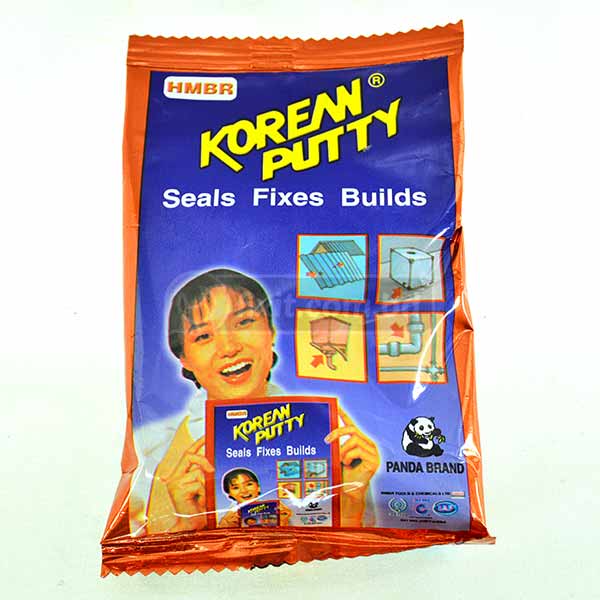 HMBR
KOREAN ®
PUTTY
Seals Fixes Builds
HMBR
KOREAN
PUTTY
Seals Fixes Builds
PANDA BRAND